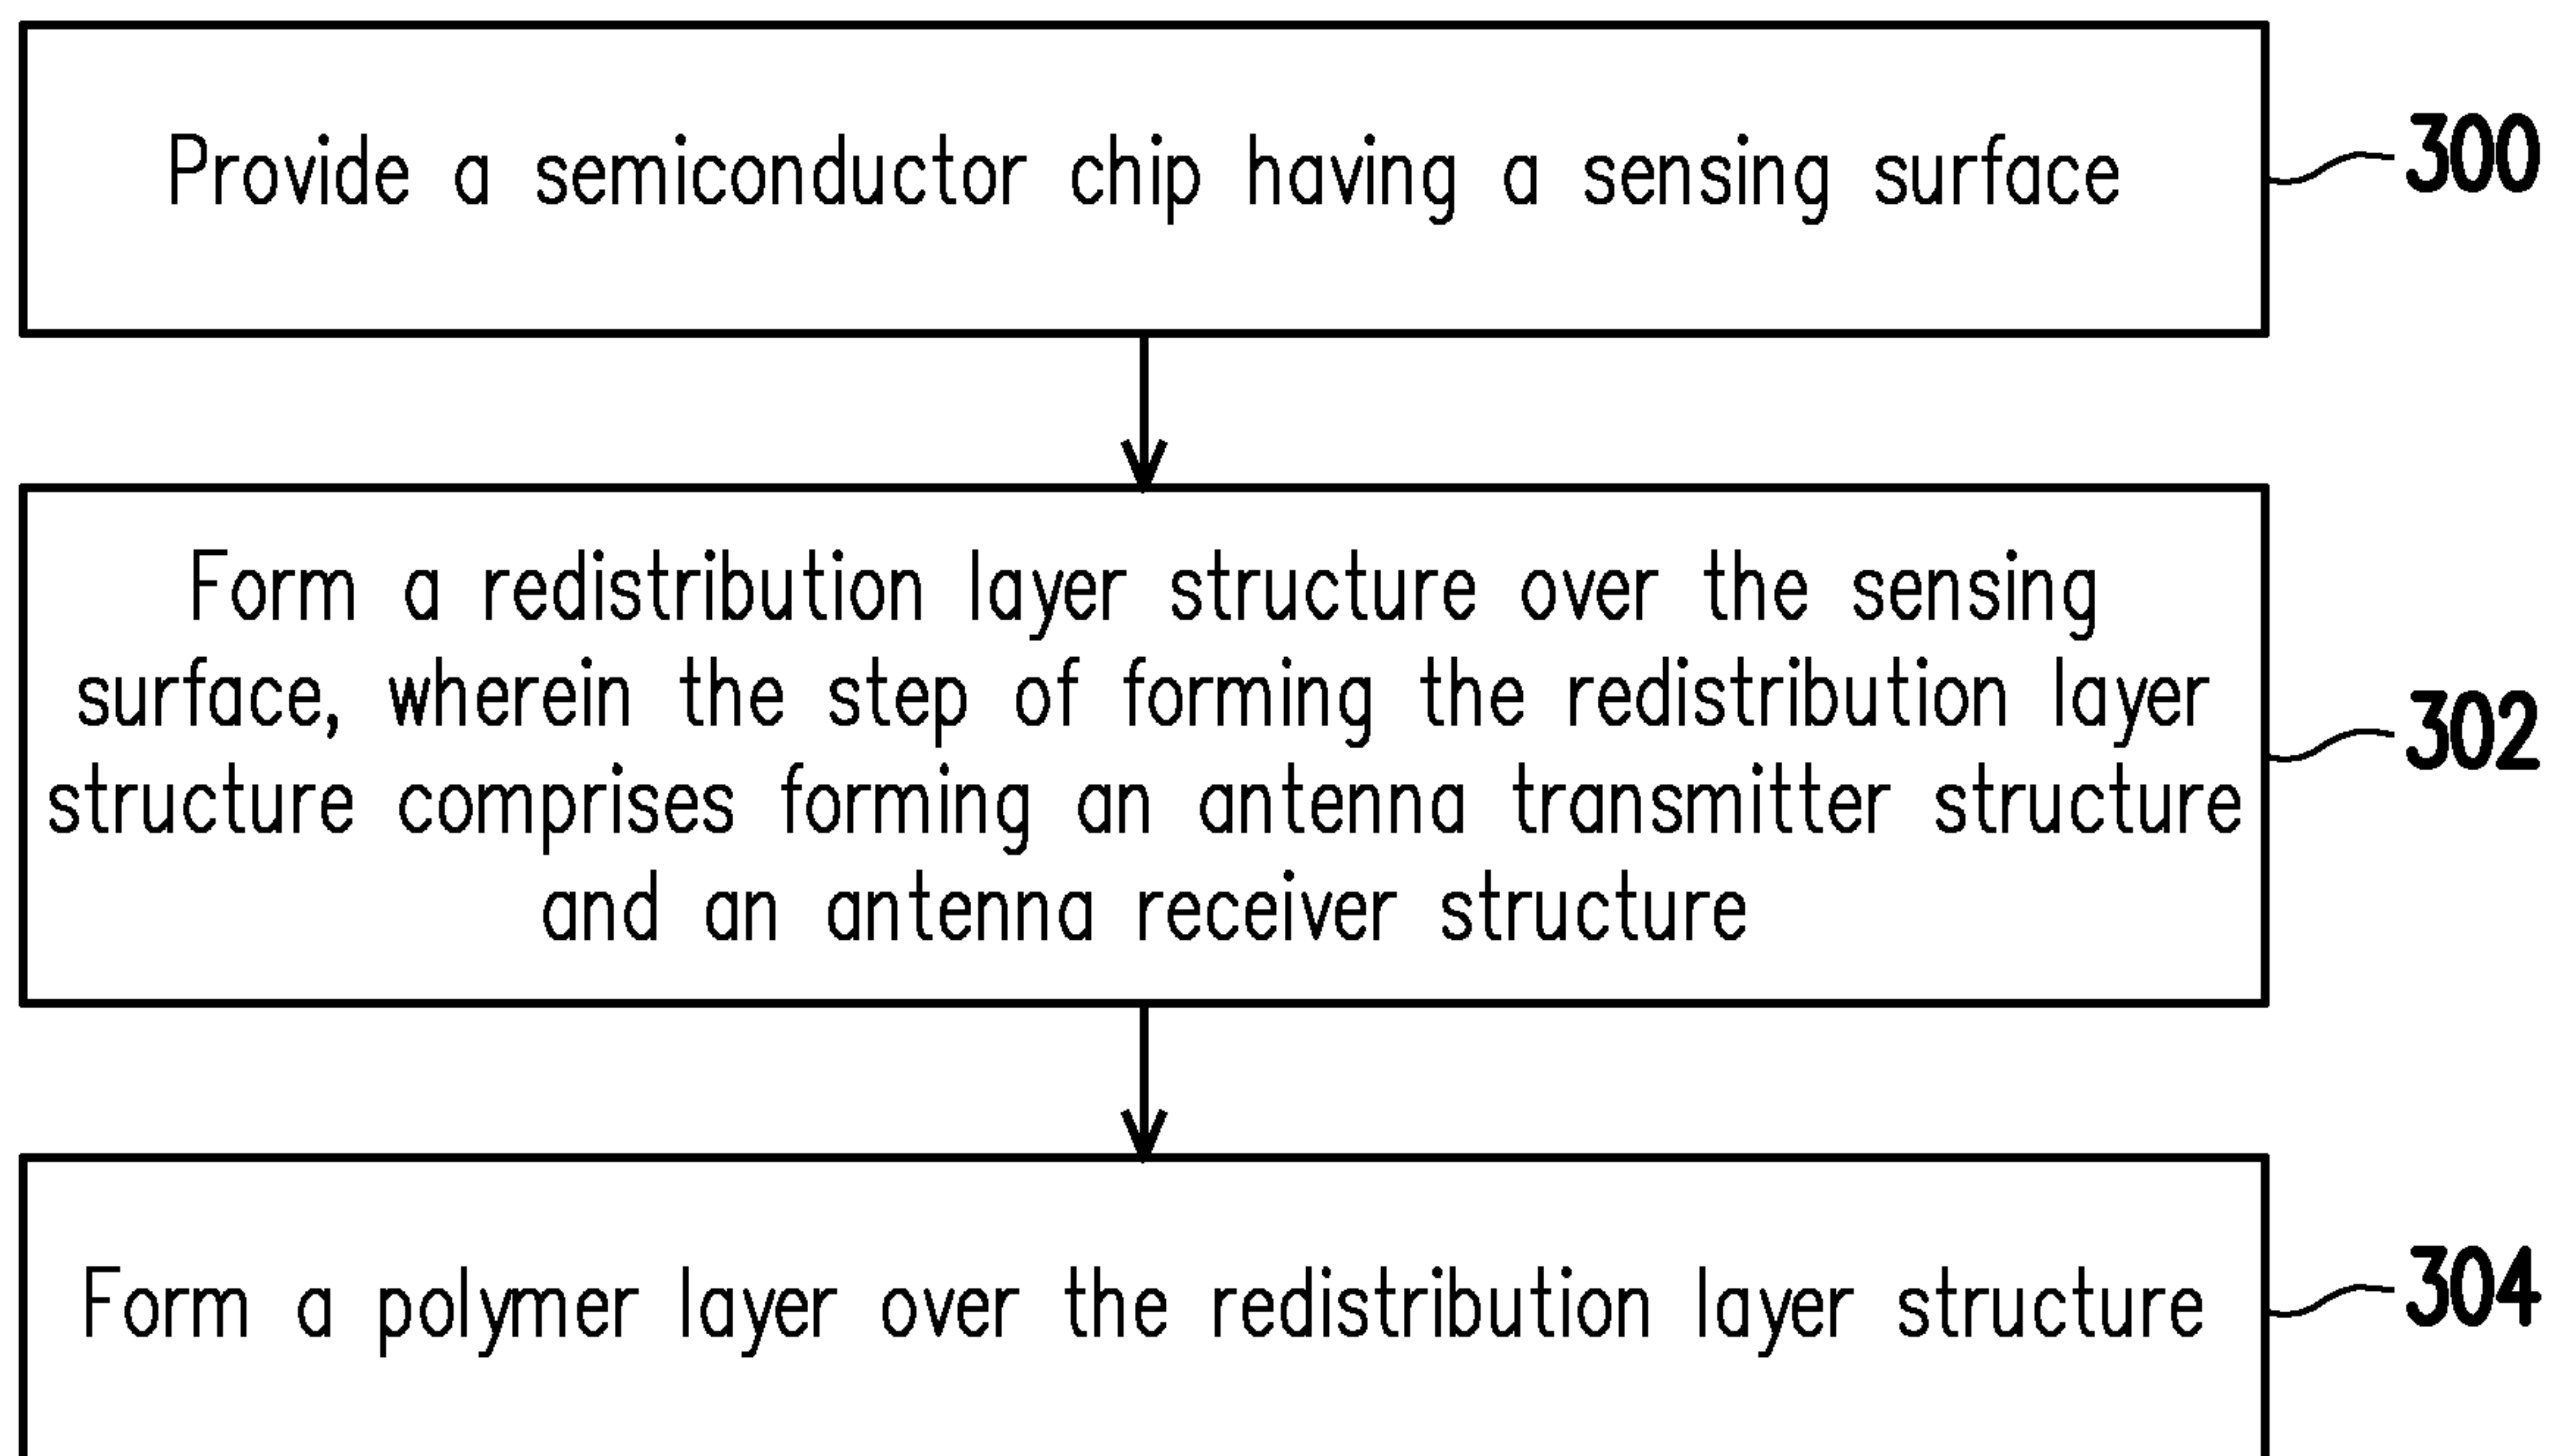 Provide a semiconductor chip having a sensing surface
300
Form a redistribution layer structure over the sensing
surface, wherein the step of forming the redistribution layer
structure comprises forming an antenna transmitter structure
and an antenna receiver structure
302
Form a polymer layer over the redistribution layer structure
304